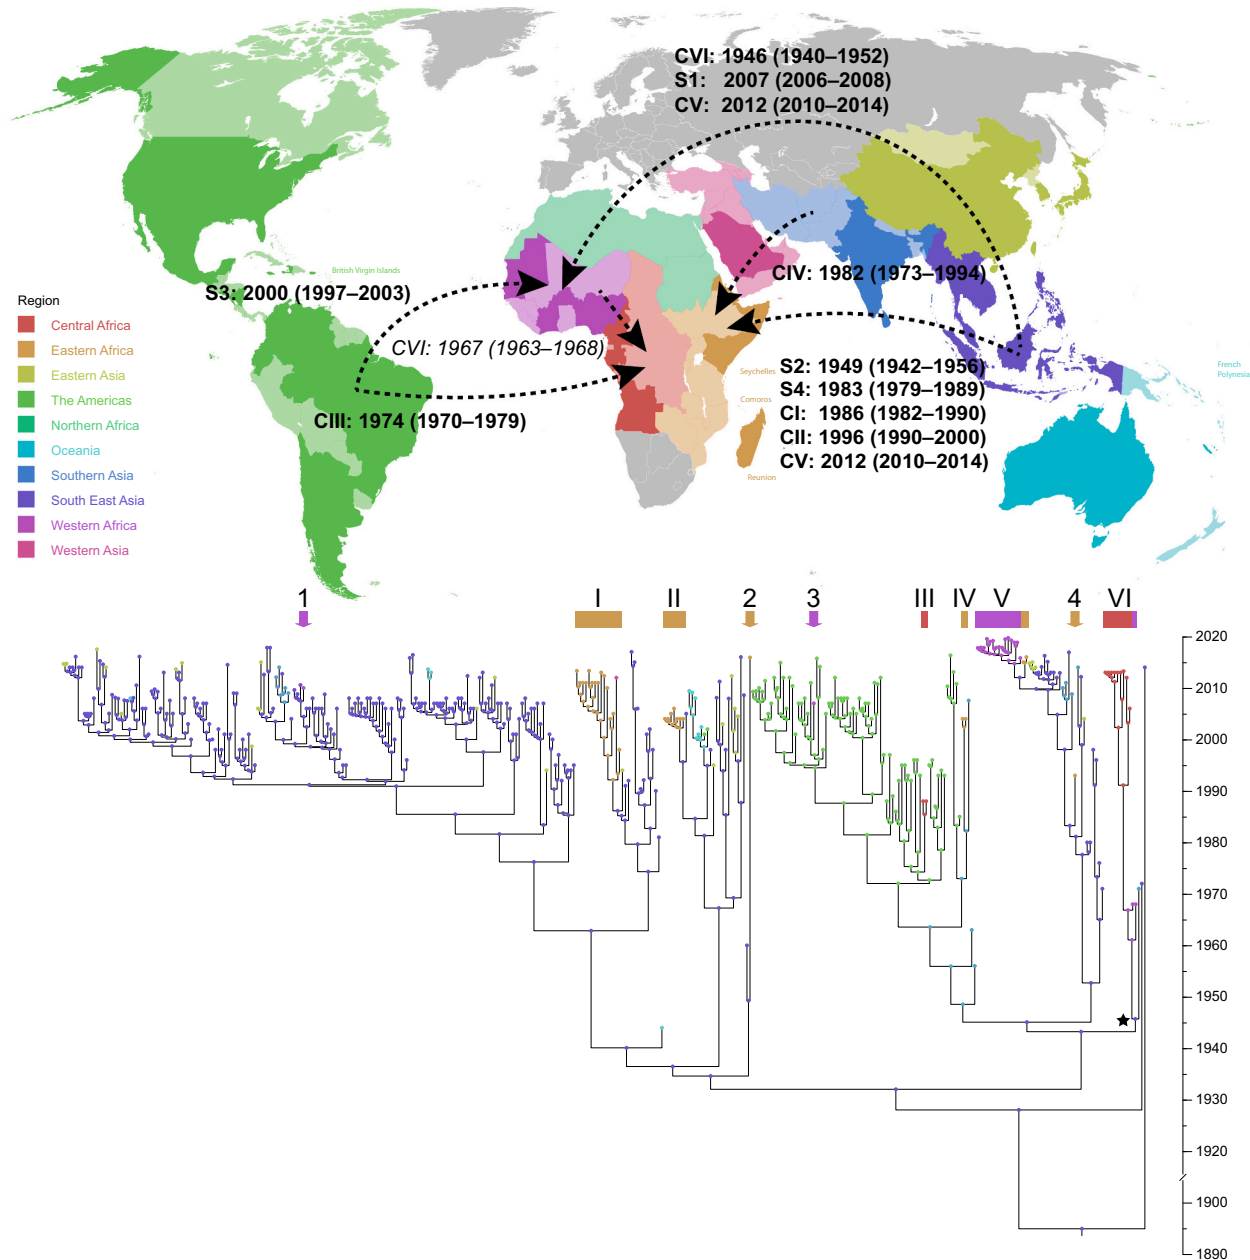 CVI: 1946 (1940–1952)
S1: 2007 (2006–2008)
CV: 2012 (2010–2014)
British Virgin Islands
CIV: 1982 (1973–1994)
S3: 2000 (1997–2003)
CVI: 1967 (1963–1968)
S2: 1949 (1942–1956)
S4: 1983 (1979–1989)
CI: 1986 (1982–1990)
CII: 1996 (1990–2000)
CV: 2012 (2010–2014)
CIII: 1974 (1970–1979)
Seychelles
Comoros
Reunion
French
Polynesia
Region
Central Africa
Eastern Africa
Eastern Asia
The Americas
Northern Africa
Oceania
Southern Asia
South East Asia
Western Africa
Western Asia
1 I II 2 3 III IV V 4 VI
2020
2010
2000
1990
1980
1970
1960
1950
1940
1930
1920
1900
1890